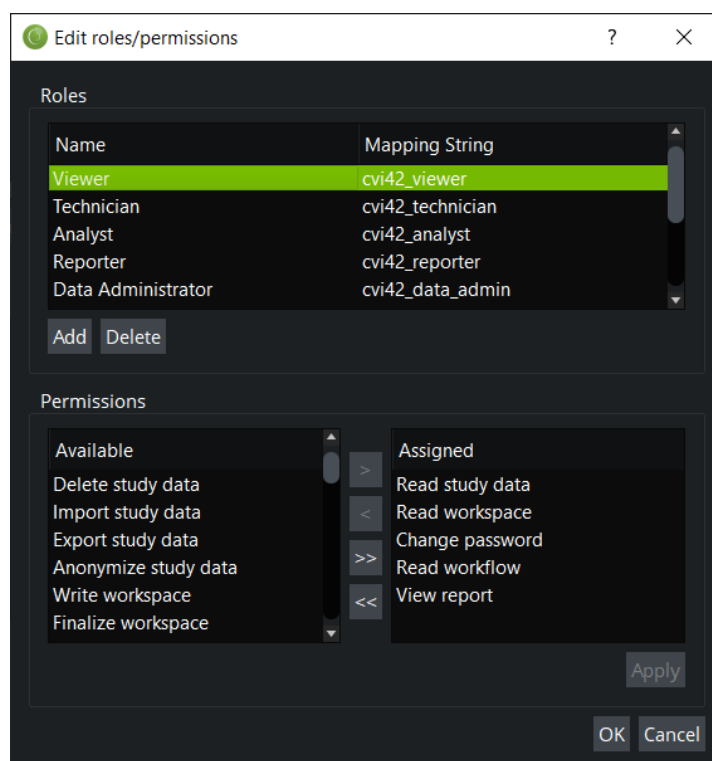 Edit roles/permissions ? ×
Roles
Name Mapping String
Viewer cvi42_viewer
Technician cvi42_technician
Analyst cvi42_analyst
Reporter cvi42_reporter
Data Administrator cvi42_data_admin
Add Delete
Permissions
Available
Delete study data
Import study data
Export study data
Anonymize study data
Write workspace
Finalize workspace
>
<
>>
<<
Assigned
Read study data
Read workspace
Change password
Read workflow
View report
Apply
OK Cancel